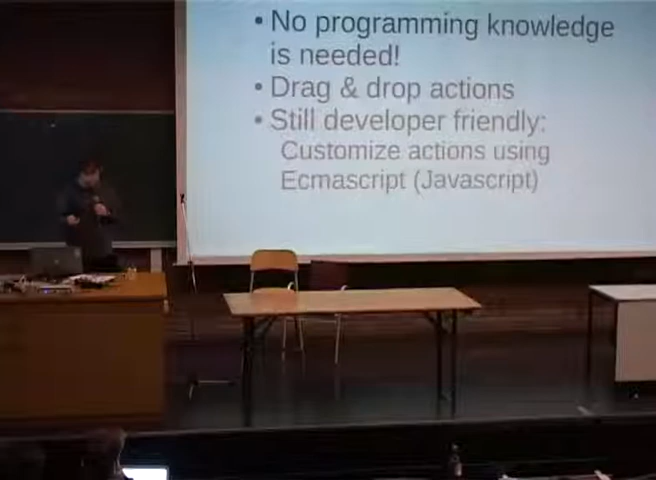 • No programming knowledge
is needed!
• Drag & drop actions
• Still developer friendly:
Customize actions using
Ecmascript (Javascript)